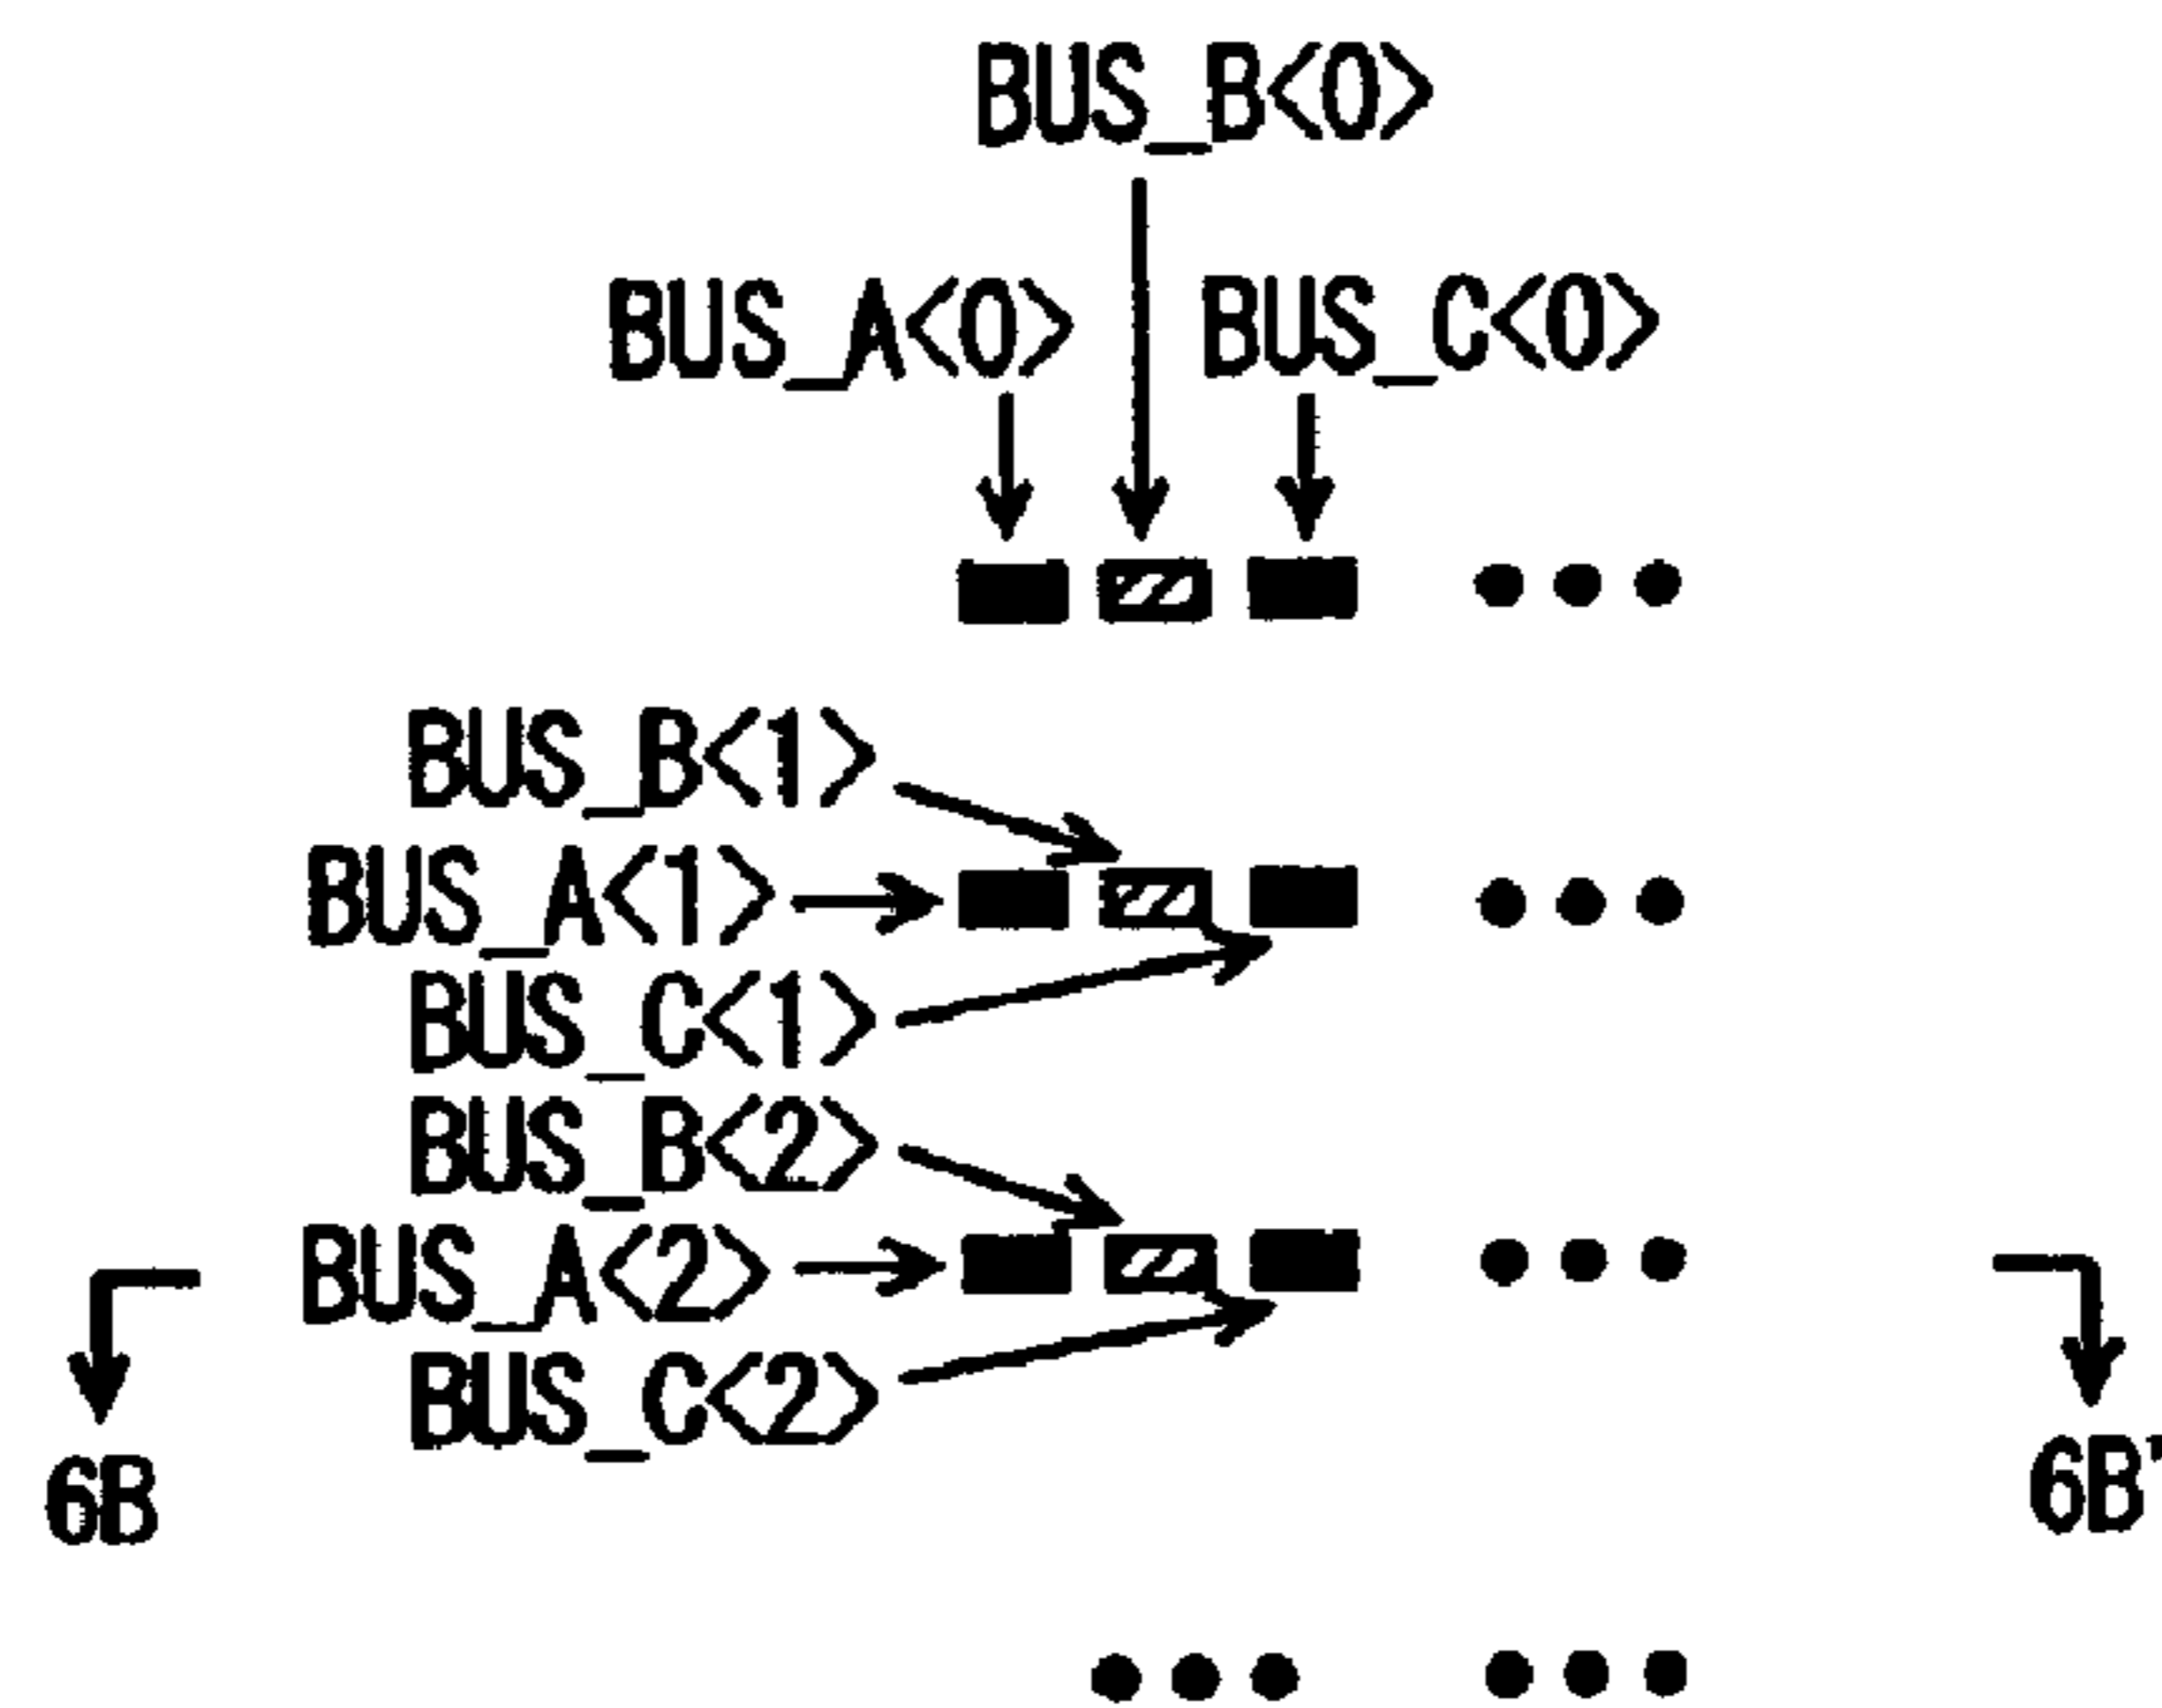 BUS_B<0>
BUS_A<0> BUS_C<0>
BUS_B<1>
BUS_A<1>
BUS_C<1>
BUS_B<2>
BUS_A<2>
BUS_C<2>
6B 6B'